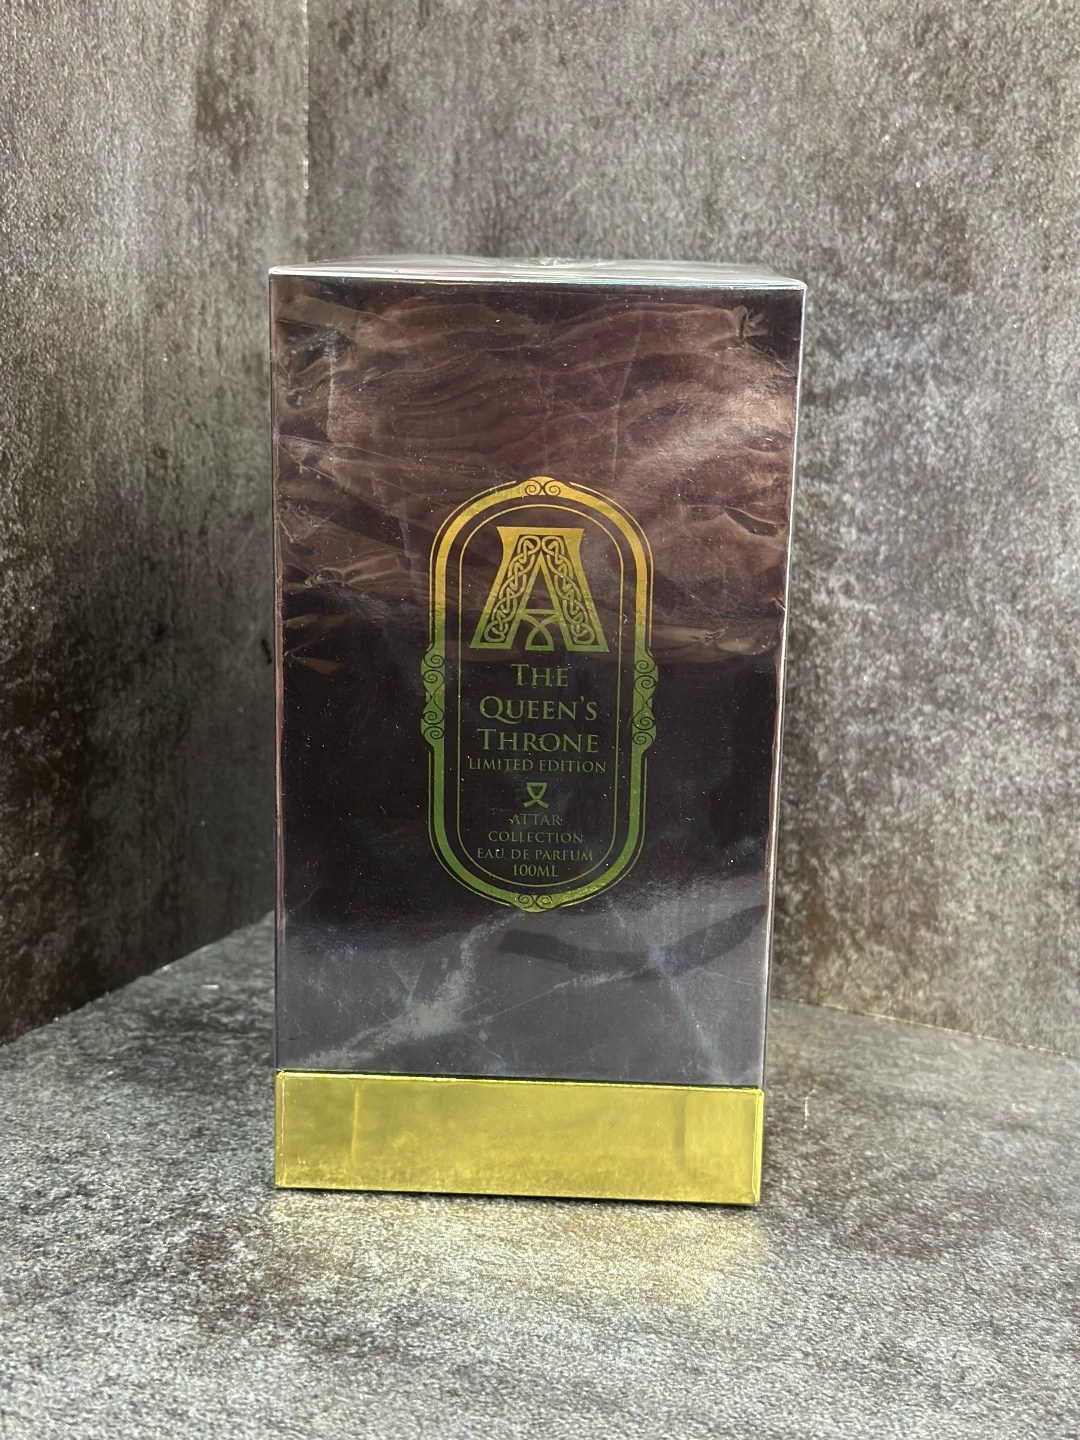 A
THE
QUEEN'S
THRONE
LIMITED EDITION
ATTAR
COLLECTION
EAU DE PARFUM
100ML